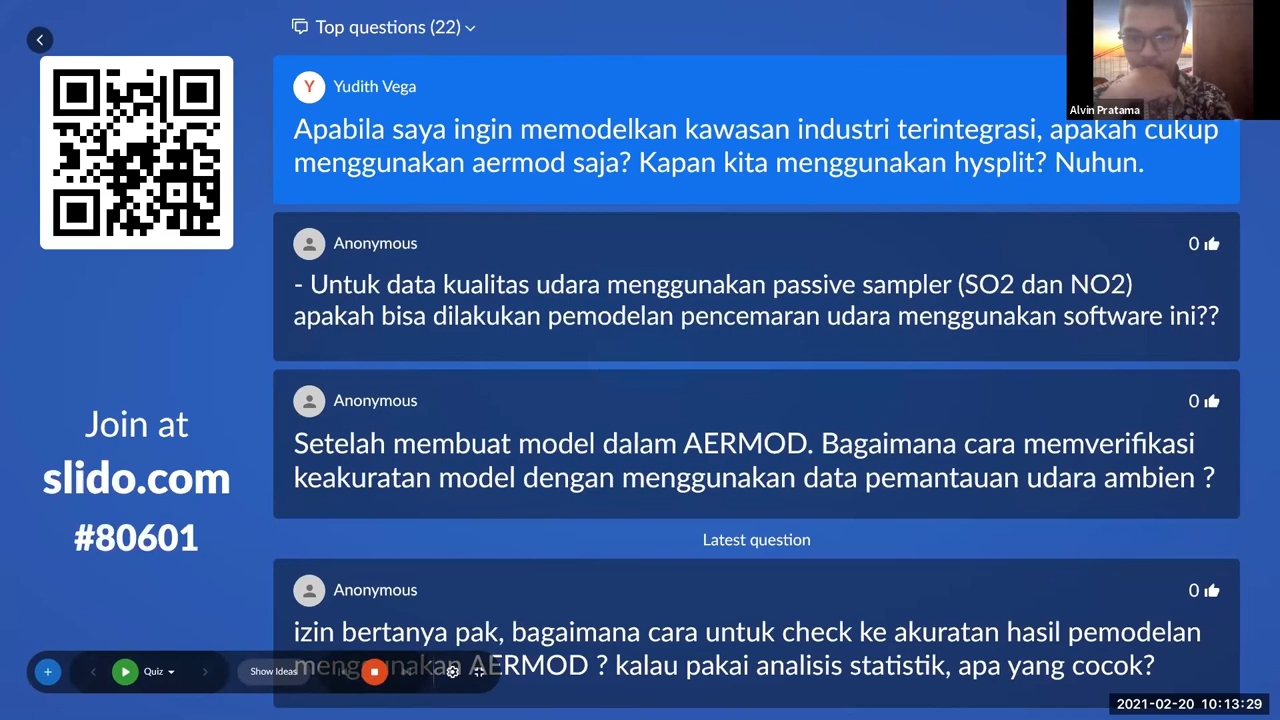 Top questions (22)
Y Yudith Vega
Apabila saya ingin memodelkan kawasan industri terintegrasi, apakah cukup
menggunakan aermod saja? Kapan kita menggunakan hysplit? Nuhun.
Alvin Pratama
Anonymous 0
- Untuk data kualitas udara menggunakan passive sampler (SO2 dan NO2)
apakah bisa dilakukan pemodelan pencemaran udara menggunakan software ini??
Anonymous 0
Setelah membuat model dalam AERMOD. Bagaimana cara memverifikasi
keakuratan model dengan menggunakan data pemantauan udara ambien ?
Latest question
Anonymous 0
izin bertanya pak, bagaimana cara untuk check ke akuratan hasil pemodelan
menggunakan AERMOD ? kalau pakai analisis statistik, apa yang cocok?
Join at
slido.com
#80601
Quiz
Show Ideas
2021-02-20 10:13:29